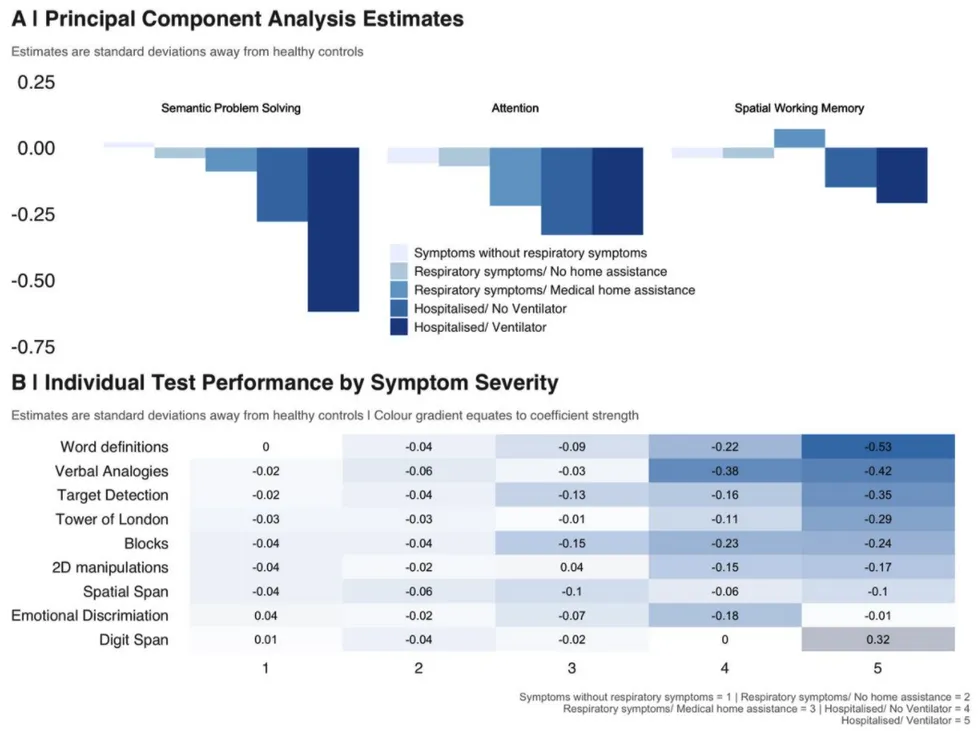 A | Principal Component Analysis Estimates
Estimates are standard deviations away from healthy controls
0.25
Semantic Problem Solving Attention Spatial Working Memory
0.00
-0.25
Symptoms without respiratory symptoms
Respiratory symptoms/ No home assistance
-0.50
Respiratory symptoms/ Medical home assistance
Hospitalised/ No Ventilator
Hospitalised/ Ventilator
-0.75
B | Individual Test Performance by Symptom Severity
Estimates are standard deviations away from healthy controls | Colour gradient equates to coefficient strength
Word definitions 0 -0.04 -0.09 -0.22 -0.53
Verbal Analogies -0.02 -0.06 -0.03 -0.38 -0.42
Target Detection -0.02 -0.04 -0.13 -0.16 -0.35
Tower of London -0.03 -0.03 -0.01 -0.11 -0.29
Blocks -0.04 -0.04 -0.15 -0.23 -0.24
2D manipulations -0.04 -0.02 0.04 -0.15 -0.17
Spatial Span -0.04 -0.06 -0.1 -0.06 -0.1
Emotional Discrimiation 0.04 -0.02 -0.07 -0.18 -0.01
Digit Span 0.01 -0.04 -0.02 0 0.32
1 2 3 4 5
Symptoms without respiratory symptoms = 1 | Respiratory symptoms/ No home assistance = 2
Respiratory symptoms/ Medical home assistance = 3 | Hospitalised/ No Ventilator = 4
Hospitalised/ Ventilator = 5